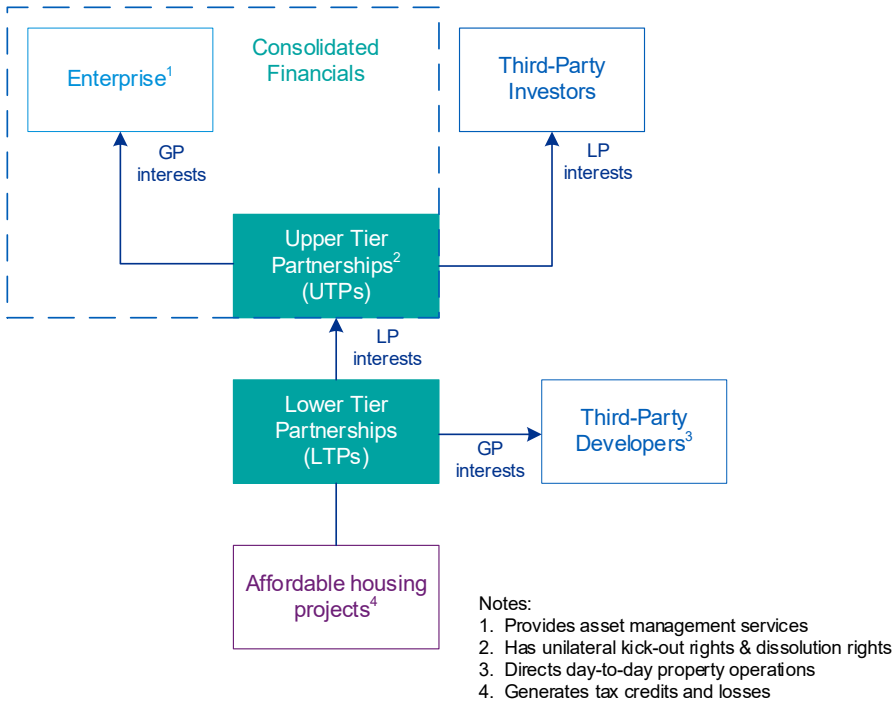 Enterprise¹
Consolidated
Financials
Third-Party
Investors
GP
interests
LP
interests
Upper Tier
Partnerships²
(UTPs)
LP
interests
Lower Tier
Partnerships
(LTPs)
GP
interests
Third-Party
Developers³
Affordable housing
projects⁴
Notes:
1. Provides asset management services
2. Has unilateral kick-out rights & dissolution rights
3. Directs day-to-day property operations
4. Generates tax credits and losses